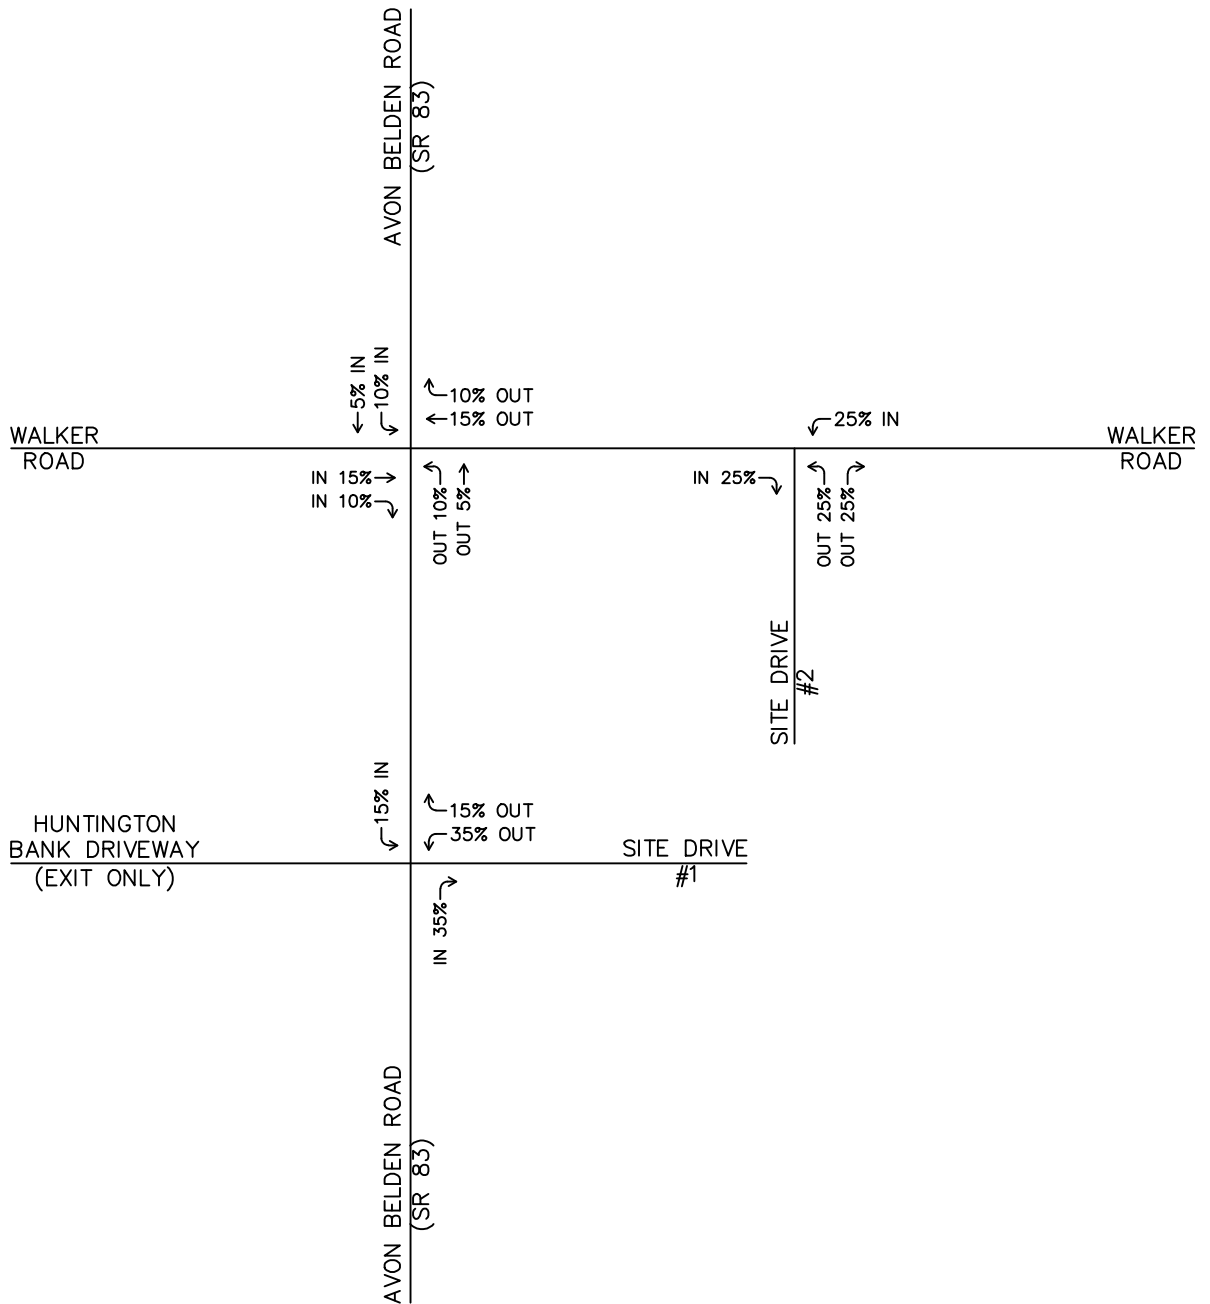 AVON BELDEN ROAD
(SR 83)
5% IN
10% IN
10% OUT
15% OUT
25% IN
WALKER
ROAD
WALKER
ROAD
IN 15%
IN 10%
OUT 10%
OUT 5%
IN 25%
OUT 25%
OUT 25%
SITE DRIVE
#2
15% IN
15% OUT
35% OUT
HUNTINGTON
BANK DRIVEWAY
(EXIT ONLY)
SITE DRIVE
#1
IN 35%
AVON BELDEN ROAD
(SR 83)